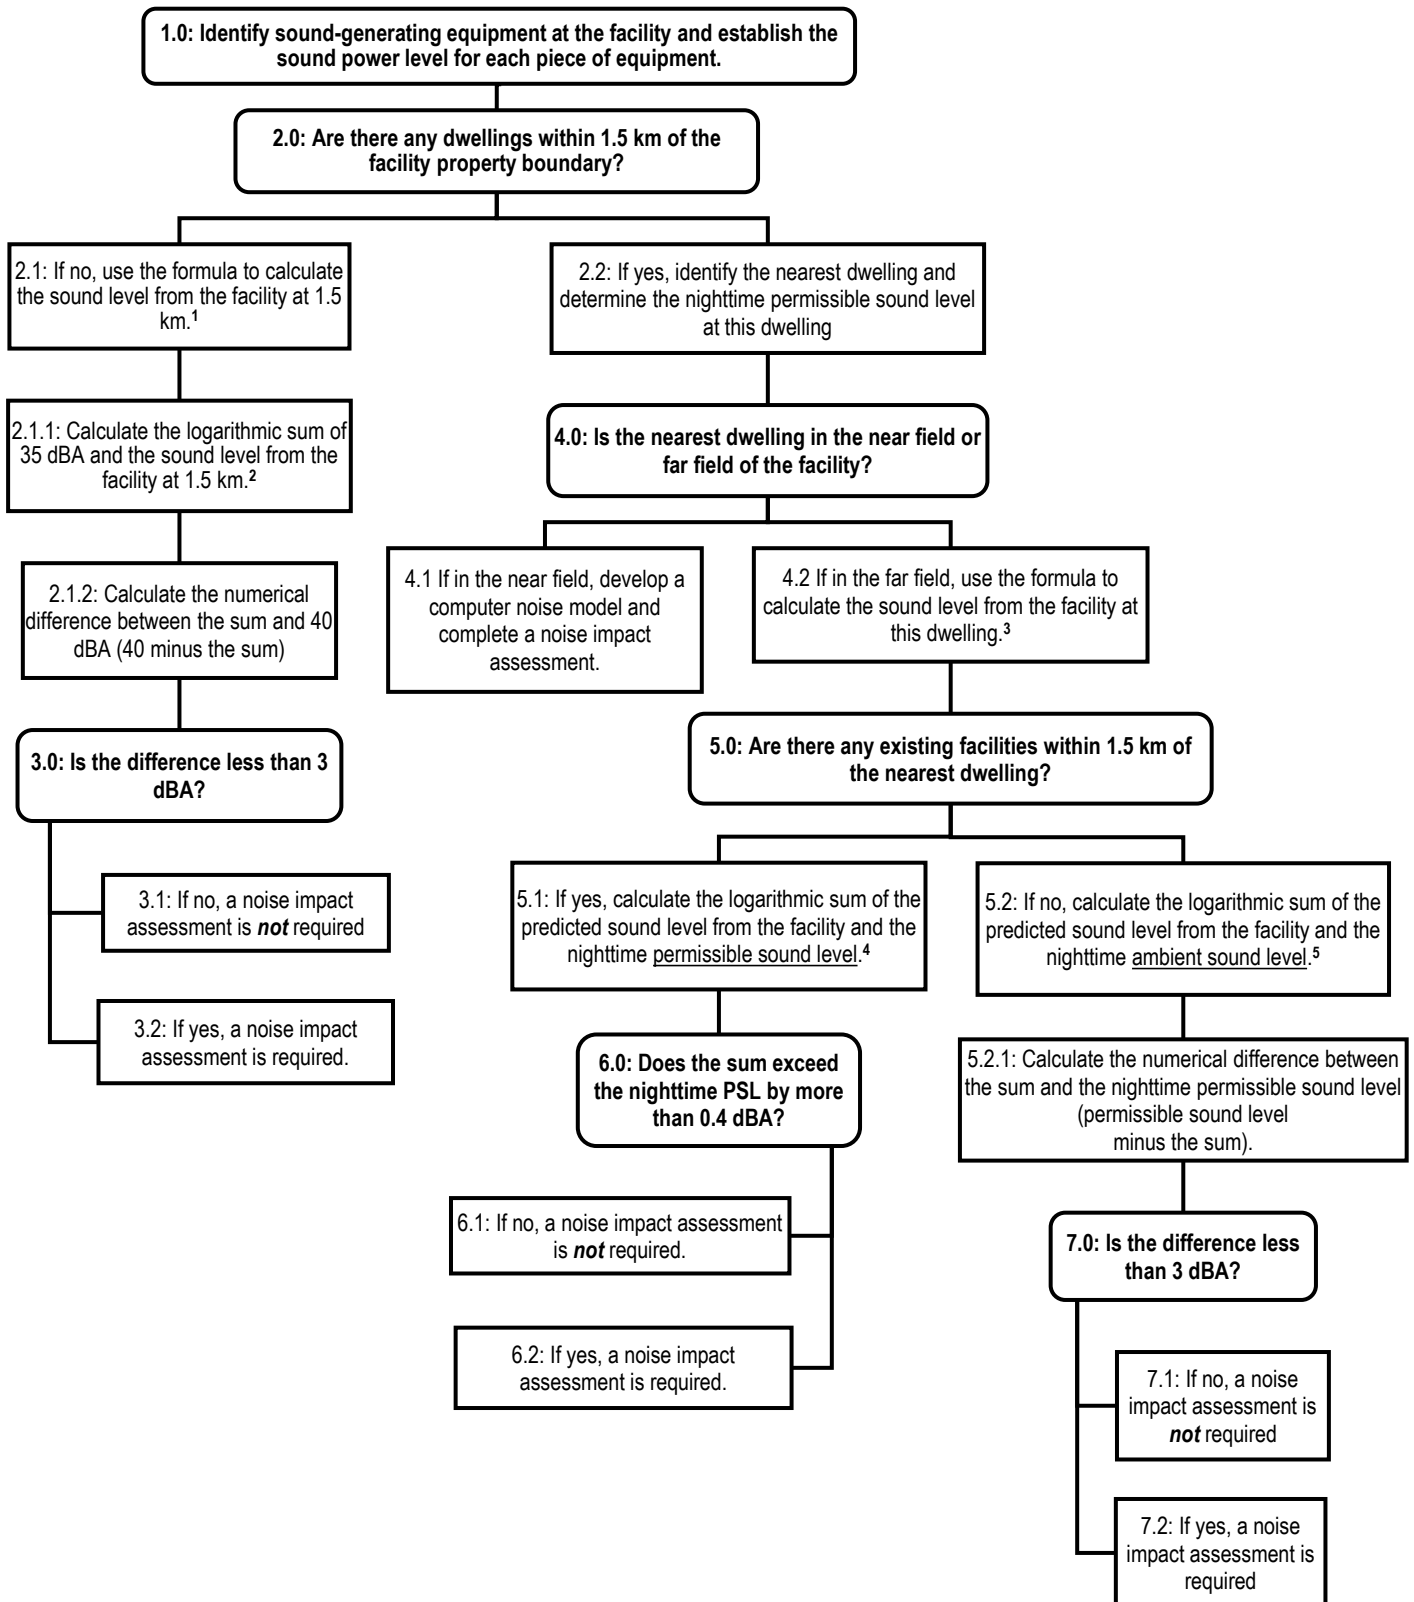 1.0: Identify sound-generating equipment at the facility and establish the
sound power level for each piece of equipment.
2.0: Are there any dwellings within 1.5 km of the
facility property boundary?
2.1: If no, use the formula to calculate
the sound level from the facility at 1.5
km.1
2.2: If yes, identify the nearest dwelling and
determine the nighttime permissible sound level
at this dwelling
2.1.1: Calculate the logarithmic sum of
35 dBA and the sound level from the
facility at 1.5 km.2
4.0: Is the nearest dwelling in the near field or
far field of the facility?
2.1.2: Calculate the numerical
difference between the sum and 40
dBA (40 minus the sum)
4.1 If in the near field, develop a
computer noise model and
complete a noise impact
assessment.
4.2 If in the far field, use the formula to
calculate the sound level from the facility at
this dwelling.3
3.0: Is the difference less than 3
dBA?
5.0: Are there any existing facilities within 1.5 km of
the nearest dwelling?
3.1: If no, a noise impact
assessment is not required
3.2: If yes, a noise impact
assessment is required.
5.1: If yes, calculate the logarithmic sum of the
predicted sound level from the facility and the
nighttime permissible sound level.4
5.2: If no, calculate the logarithmic sum of the
predicted sound level from the facility and the
nighttime ambient sound level.5
6.0: Does the sum exceed
the nighttime PSL by more
than 0.4 dBA?
5.2.1: Calculate the numerical difference between
the sum and the nighttime permissible sound level
(permissible sound level
minus the sum).
6.1: If no, a noise impact assessment
is not required.
6.2: If yes, a noise impact
assessment is required.
7.0: Is the difference less
than 3 dBA?
7.1: If no, a noise
impact assessment is
not required
7.2: If yes, a noise
impact assessment is
required